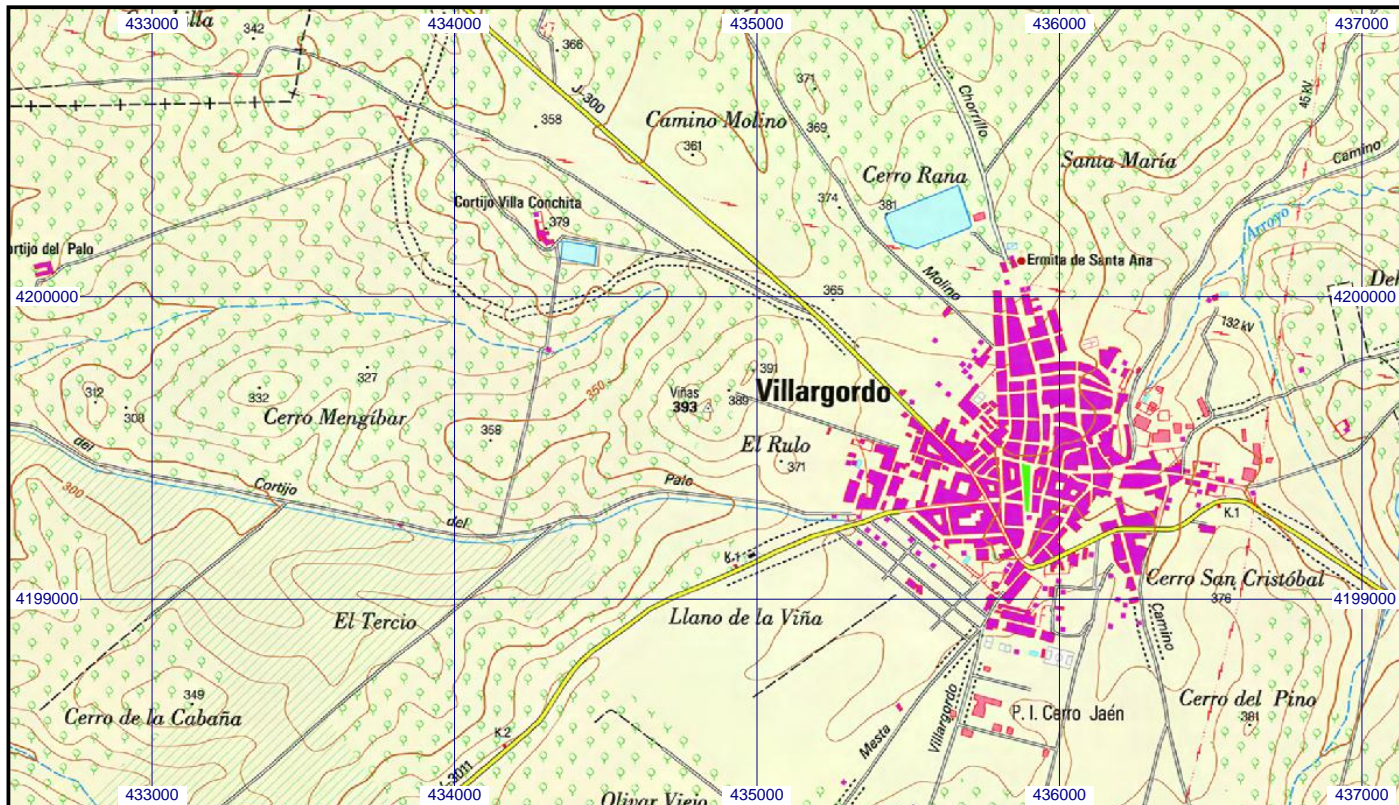 433000
434000
435000
436000
437000
342
366
J-300
371
45 kV.
358
Camino Molino
369
Chorrillo
361
Santa María
Camino
Cerro Rana
374
381
Cortijo Villa Conchita
379
Arroyo
ortijo del Palo
Ermita de Santa Ana
Molino
4200000
365
4200000
Del
132 kV
391
327
Viñas
389
Villargordo
350
312
332
393
308
Cerro Mengíbar
358
El Rulo
371
del
Palo
300
Cortijo
del
K.1
K.1
Cerro San Cristóbal
376
4199000
4199000
El Tercio
Llano de la Viña
Camino
349
Cerro de la Cabaña
Villargordo
Cerro del Pino
P. I. Cerro Jaén
381
K.2
Mesta
-3011
433000
434000
435000
436000
437000
Olivar Viejo